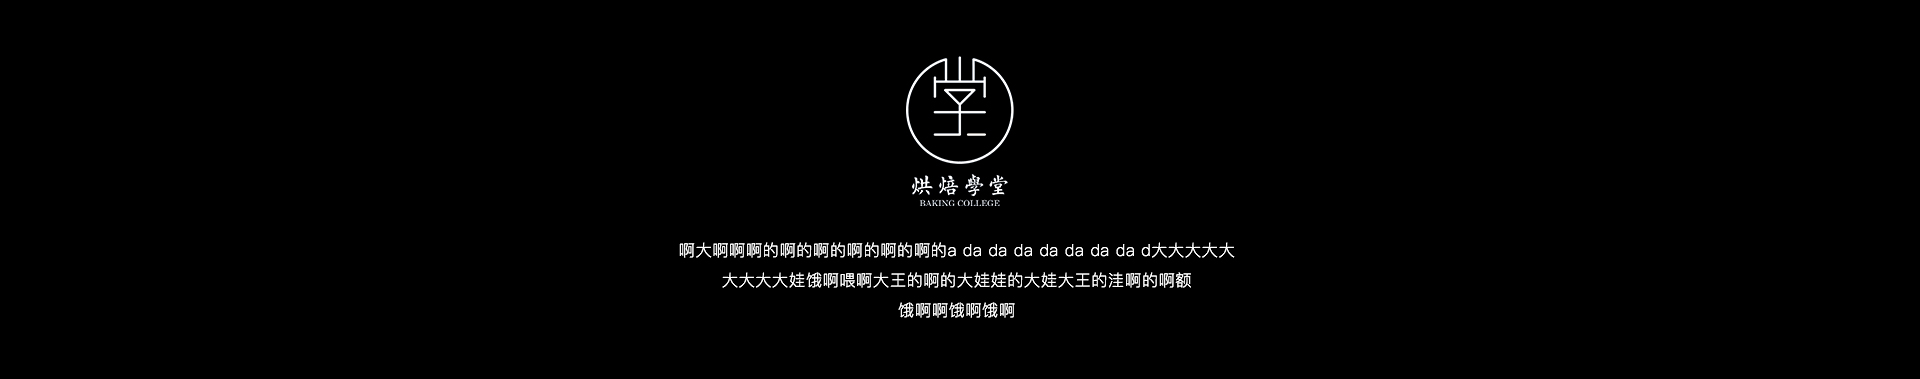 堂
烘焙學堂
BAKING COLLEGE
啊大啊啊啊的啊的啊的啊的啊的啊的a da da da da da da da d大大大大大
大大大大娃饿啊喂啊大王的啊的大娃娃的大娃大王的洼啊的啊额
饿啊啊饿啊饿啊